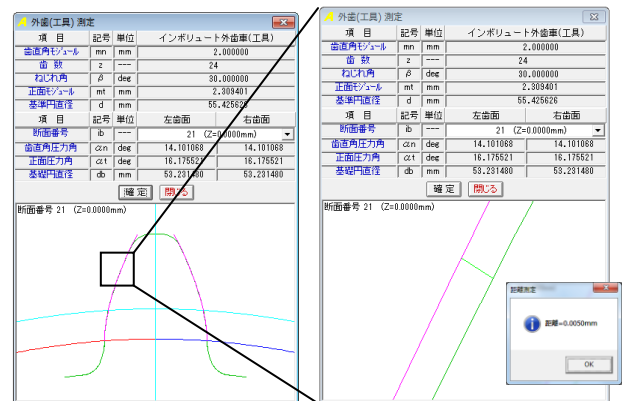 外歯(工具) 測定
項 目 記号 単位 インボリュート外歯車(工具)
歯直角モジュール mn mm 2.000000
歯 数 z --- 24
ねじれ角 β deg 30.000000
正面モジュール mt mm 2.309401
基準円直径 d mm 55.425626
項 目 記号 単位 左歯面 右歯面
断面番号 ib --- 21 (Z=0.0000mm)
歯直角圧力角 αn deg 14.101068 14.101068
正面圧力角 αt deg 16.175521 16.175521
基礎円直径 db mm 53.231480 53.231480
確 定 閉じる
断面番号 21 (Z=0.0000mm)
外歯(工具) 測定
項 目 記号 単位 インボリュート外歯車(工具)
歯直角モジュール mn mm 2.000000
歯 数 z --- 24
ねじれ角 β deg 30.000000
正面モジュール mt mm 2.309401
基準円直径 d mm 55.425626
項 目 記号 単位 左歯面 右歯面
断面番号 ib --- 21 (Z=0.0000mm)
歯直角圧力角 αn deg 14.101068 14.101068
正面圧力角 αt deg 16.175521 16.175521
基礎円直径 db mm 53.231480 53.231480
確 定 閉じる
断面番号 21 (Z=0.0000mm)
距離測定
距離=0.0050mm
OK